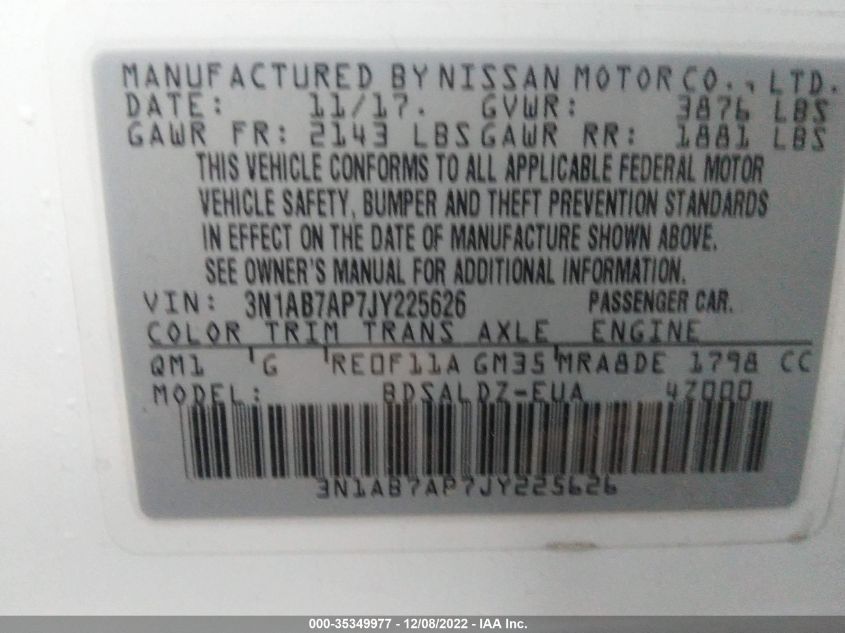 MANUFACTURED BY NISSAN MOTOR CO., LTD.
DATE: 11/17. GVWR: 3876 LBS
GAWR FR: 2143 LBS GAWR RR: 1881 LBS
THIS VEHICLE CONFORMS TO ALL APPLICABLE FEDERAL MOTOR
VEHICLE SAFETY, BUMPER AND THEFT PREVENTION STANDARDS
IN EFFECT ON THE DATE OF MANUFACTURE SHOWN ABOVE.
SEE OWNER'S MANUAL FOR ADDITIONAL INFORMATION.
VIN: 3N1AB7AP7JY225626 PASSENGER CAR.
COLOR TRIM TRANS AXLE ENGINE
QM1 G RE0F11A GM35 MRA8DE 1798 CC
MODEL: BDSALDZ-EUA 4Z000
3N1AB7AP7JY225626
000-35349977 - 12/08/2022 - IAA Inc.